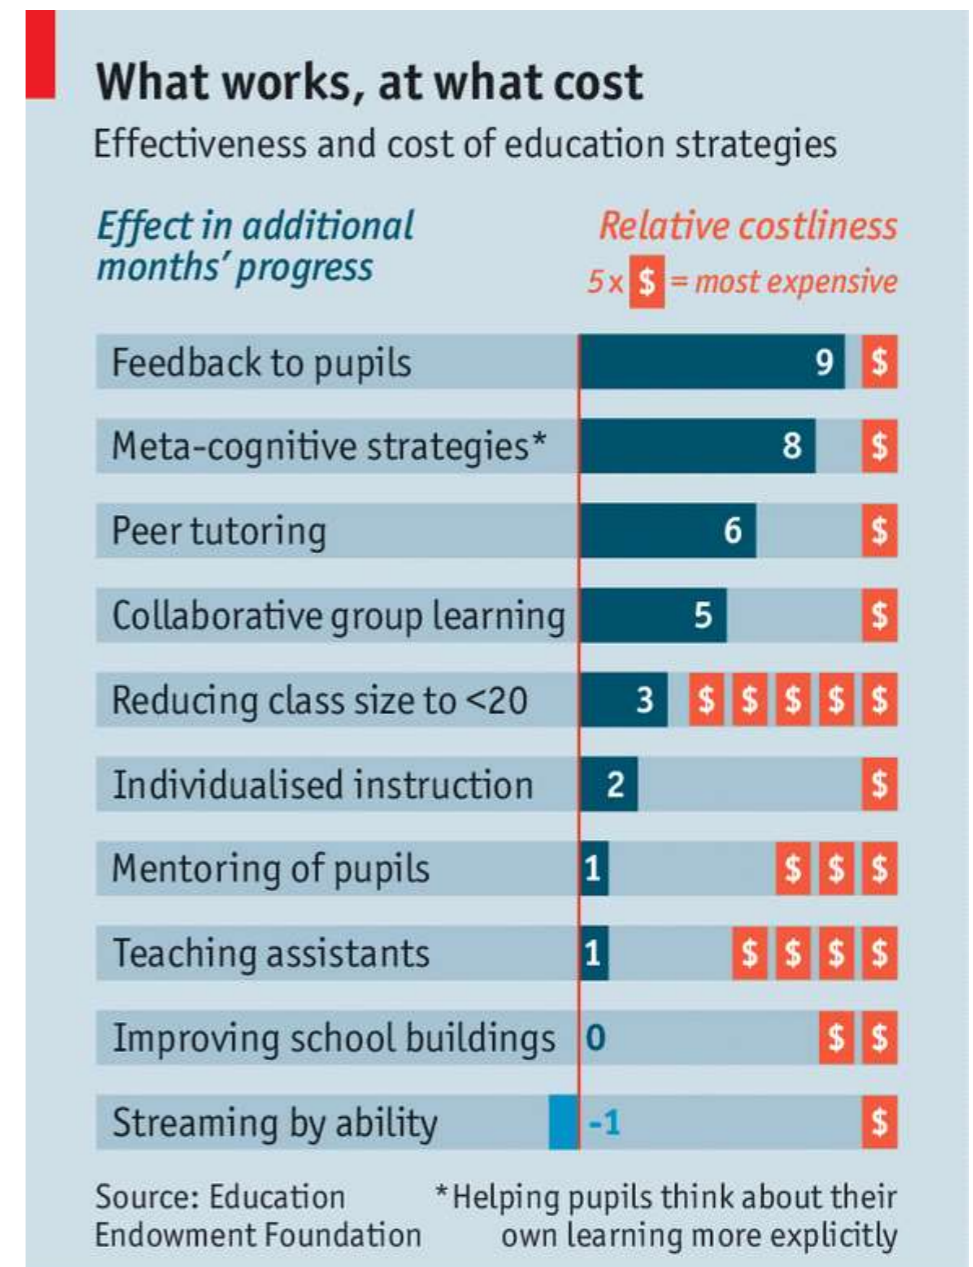 What works, at what cost
Effectiveness and cost of education strategies
Effect in additional
months' progress
Relative costliness
5 x $ = most expensive
Feedback to pupils 9 $
Meta-cognitive strategies* 8 $
Peer tutoring 6 $
Collaborative group learning 5 $
Reducing class size to <20 3 $ $ $ $ $
Individualised instruction 2 $
Mentoring of pupils 1 $ $ $
Teaching assistants 1 $ $ $ $
Improving school buildings 0 $ $
Streaming by ability -1 $
Source: Education
Endowment Foundation
*Helping pupils think about their
own learning more explicitly